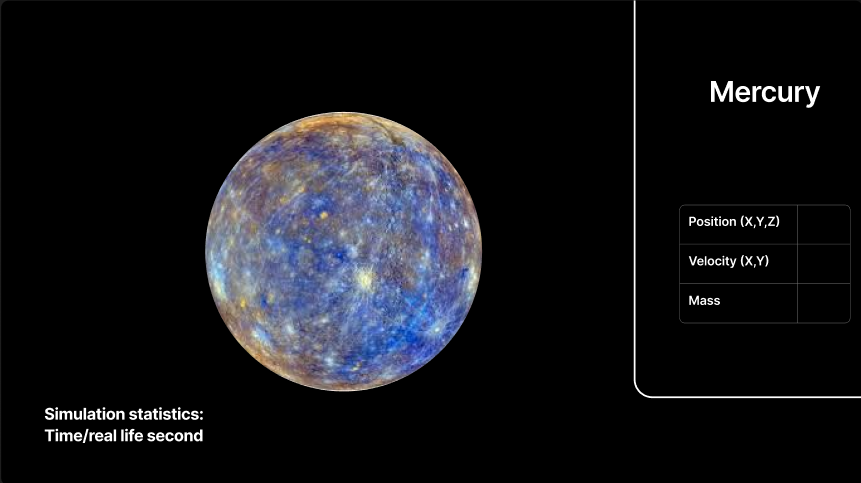 Mercury
Position (X,Y,Z)
Velocity (X,Y)
Mass
Simulation statistics:
Time/real life second